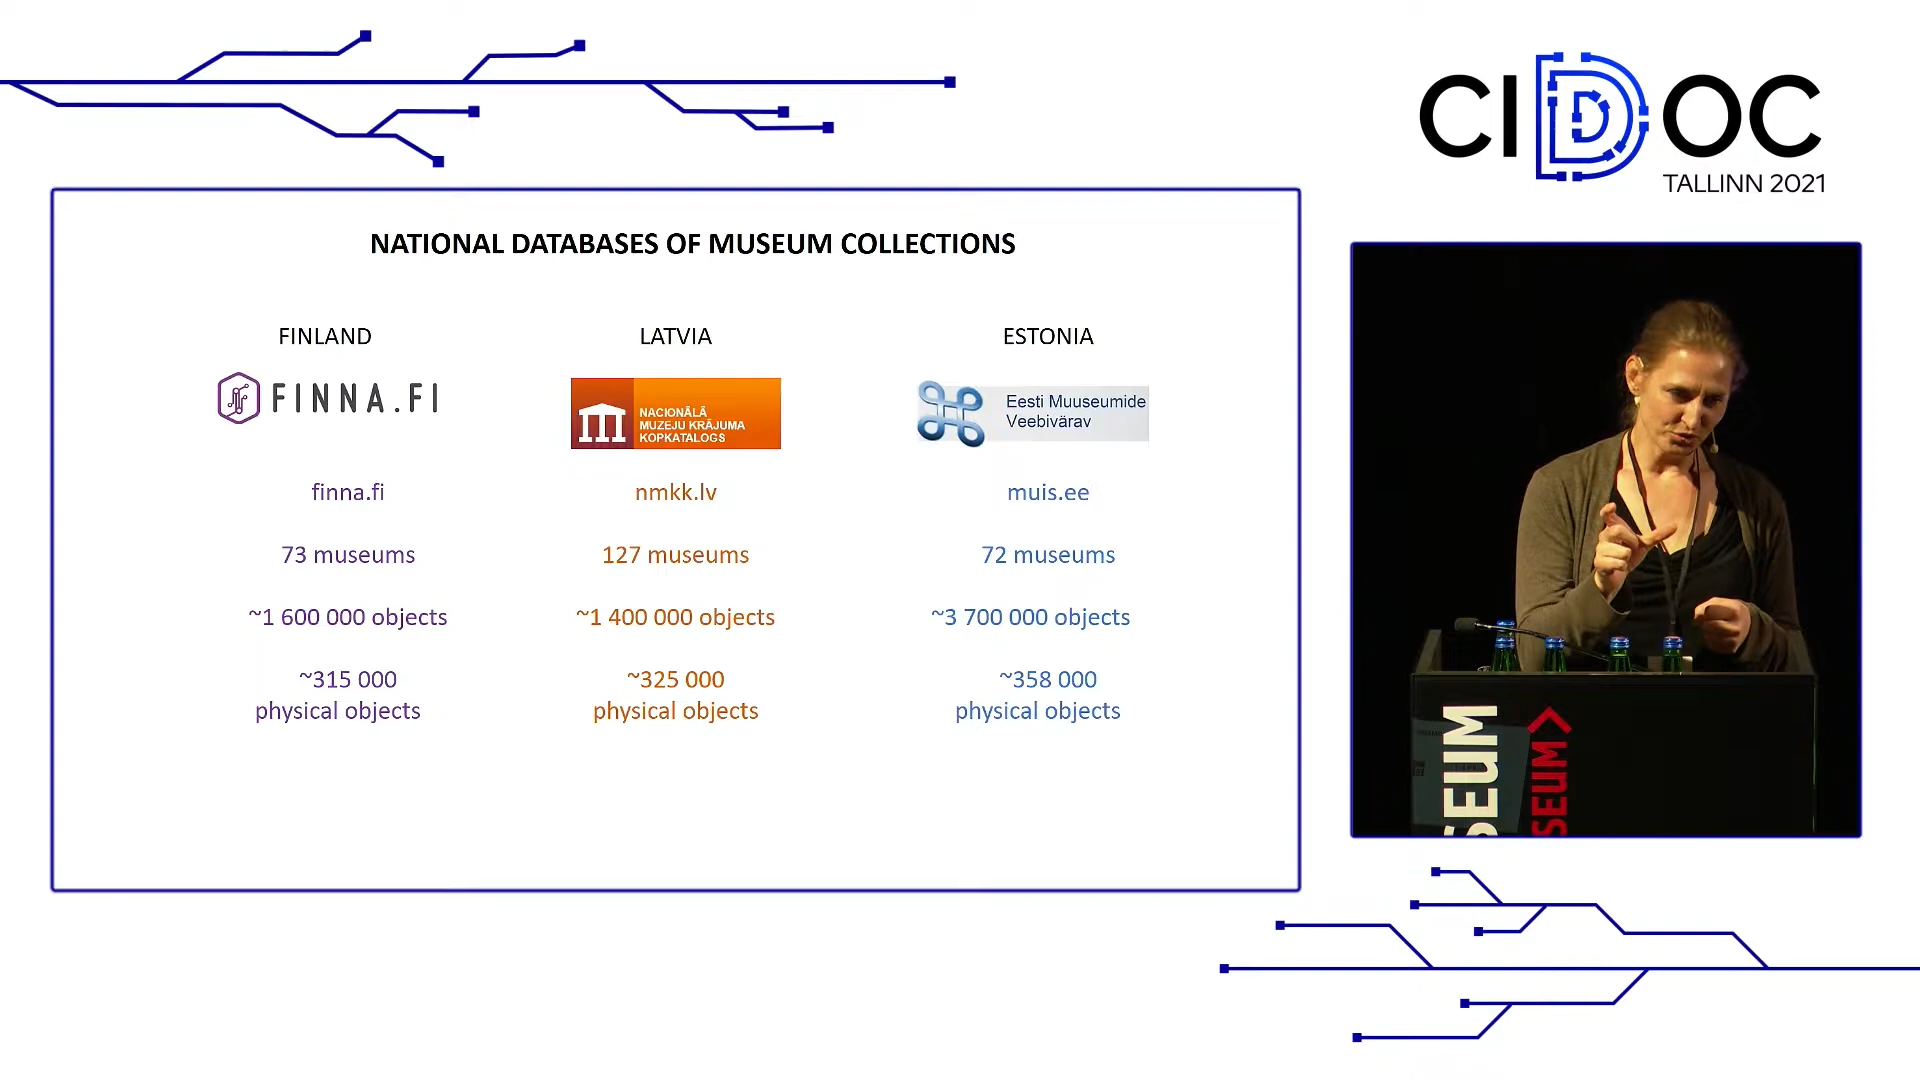 CIDOC
TALLINN 2021
NATIONAL DATABASES OF MUSEUM COLLECTIONS
FINLAND
FINNA.FI
finna.fi
73 museums
~1 600 000 objects
~315 000
physical objects
LATVIA
NACIONĀLĀ
MUZEJU KRĀJUMA
KOPKATALOGS
nmkk.lv
127 museums
~1 400 000 objects
~325 000
physical objects
ESTONIA
Eesti Muuseumide
Veebivärav
muis.ee
72 museums
~3 700 000 objects
~358 000
physical objects
SEUM
SEUM